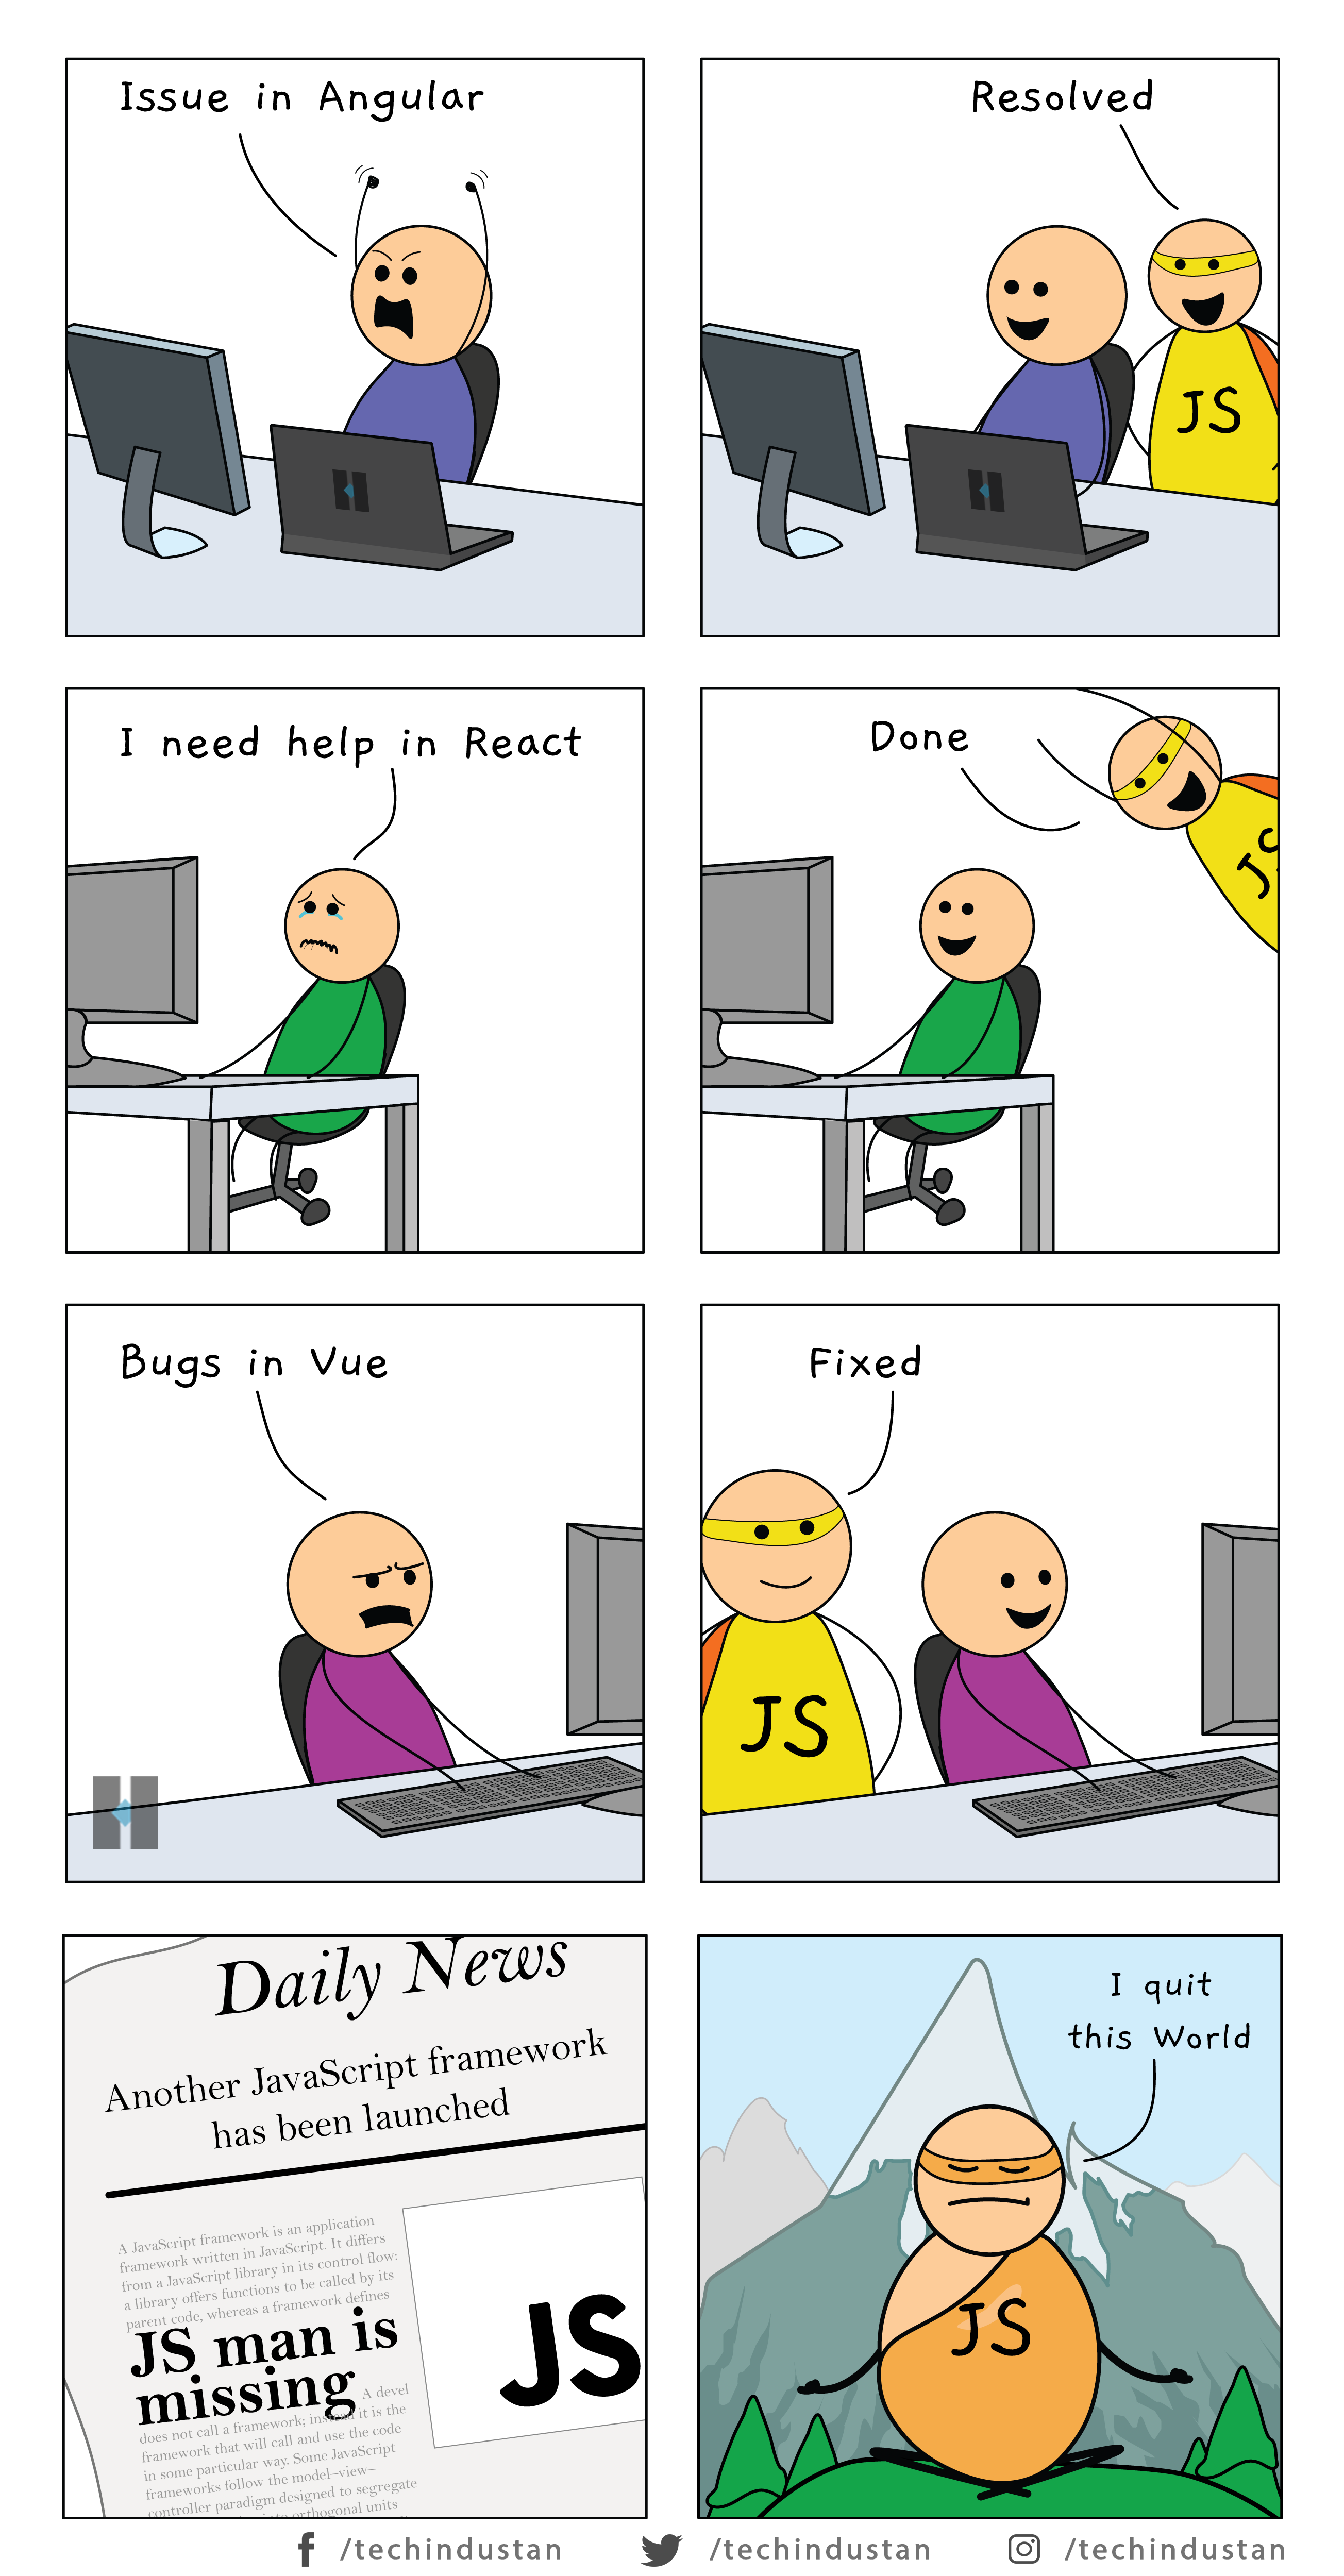 Issue in Angular
Resolved
JS
I need help in React
Done
JS
Bugs in Vue
Fixed
JS
Daily News
Another JavaScript framework
has been launched
A JavaScript framework is an application
framework written in JavaScript. It differs
from a JavaScript library in its control flow:
a library offers functions to be called by its
parent code, whereas a framework defines
JS man is
missing
A devel
does not call a framework; instead it is the
framework that will call and use the code
in some particular way. Some JavaScript
frameworks follow the model–view–
controller paradigm designed to segregate
orthogonal units
JS
I quit
this World
JS
/techindustan
/techindustan
/techindustan